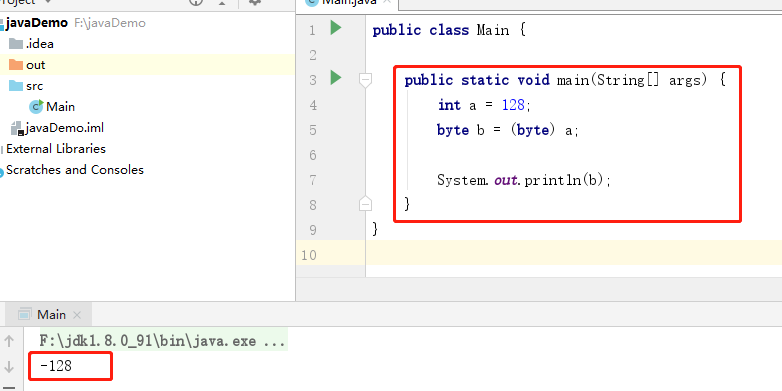 javaDemo F:\javaDemo
.idea
out
src
Main
javaDemo.iml
External Libraries
Scratches and Consoles
Main.java
1 public class Main {
2
3 public static void main(String[] args) {
4 int a = 128;
5 byte b = (byte) a;
6
7 System.out.println(b);
8 }
9 }
10
Main
F:\jdk1.8.0_91\bin\java.exe ...
-128